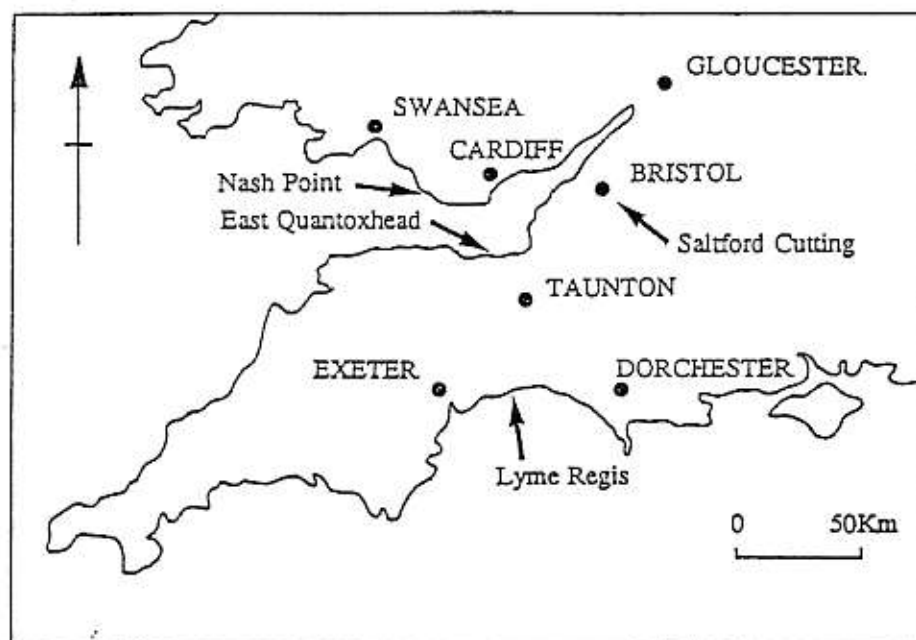 GLOUCESTER.
SWANSEA
CARDIFF
BRISTOL
Nash Point
East Quantoxhead
Saltford Cutting
TAUNTON
EXETER
DORCHESTER
Lyme Regis
0 50Km